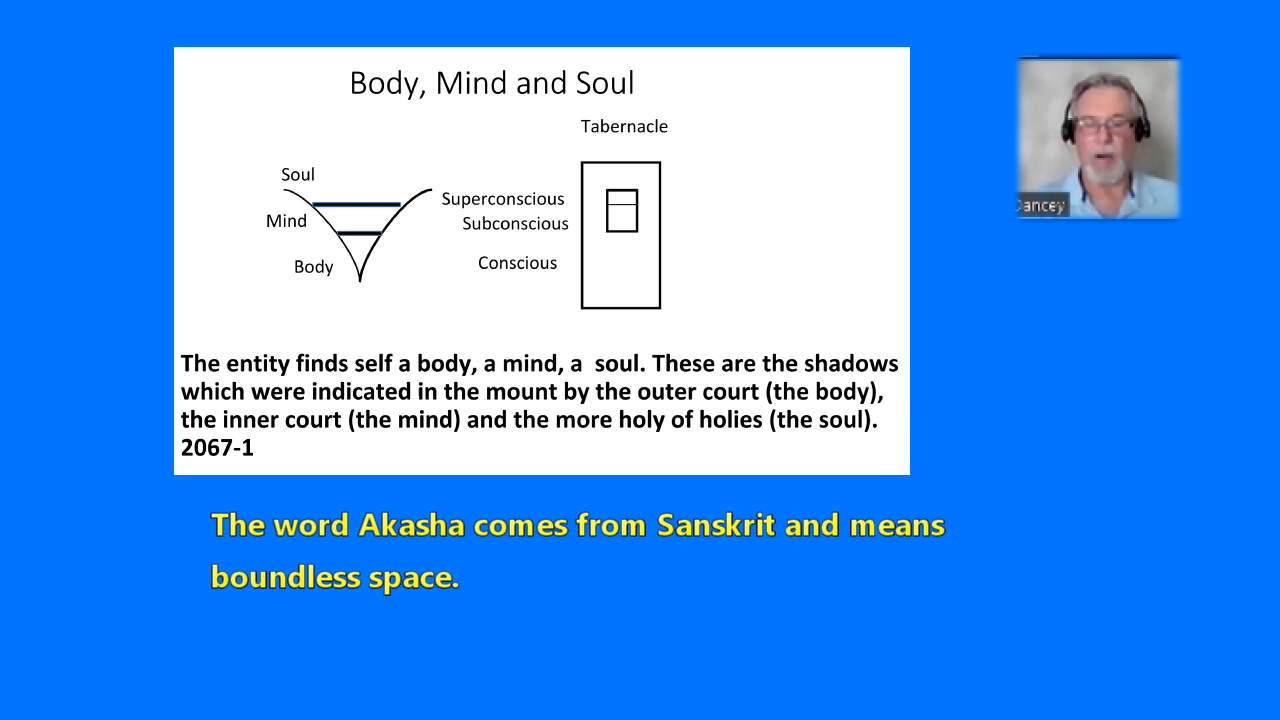 Body, Mind and Soul
Tabernacle
Soul
Mind
Body
Superconscious
Subconscious
Conscious
The entity finds self a body, a mind, a soul. These are the shadows
which were indicated in the mount by the outer court (the body),
the inner court (the mind) and the more holy of holies (the soul).
2067-1
The word Akasha comes from Sanskrit and means
boundless space.
Dancey